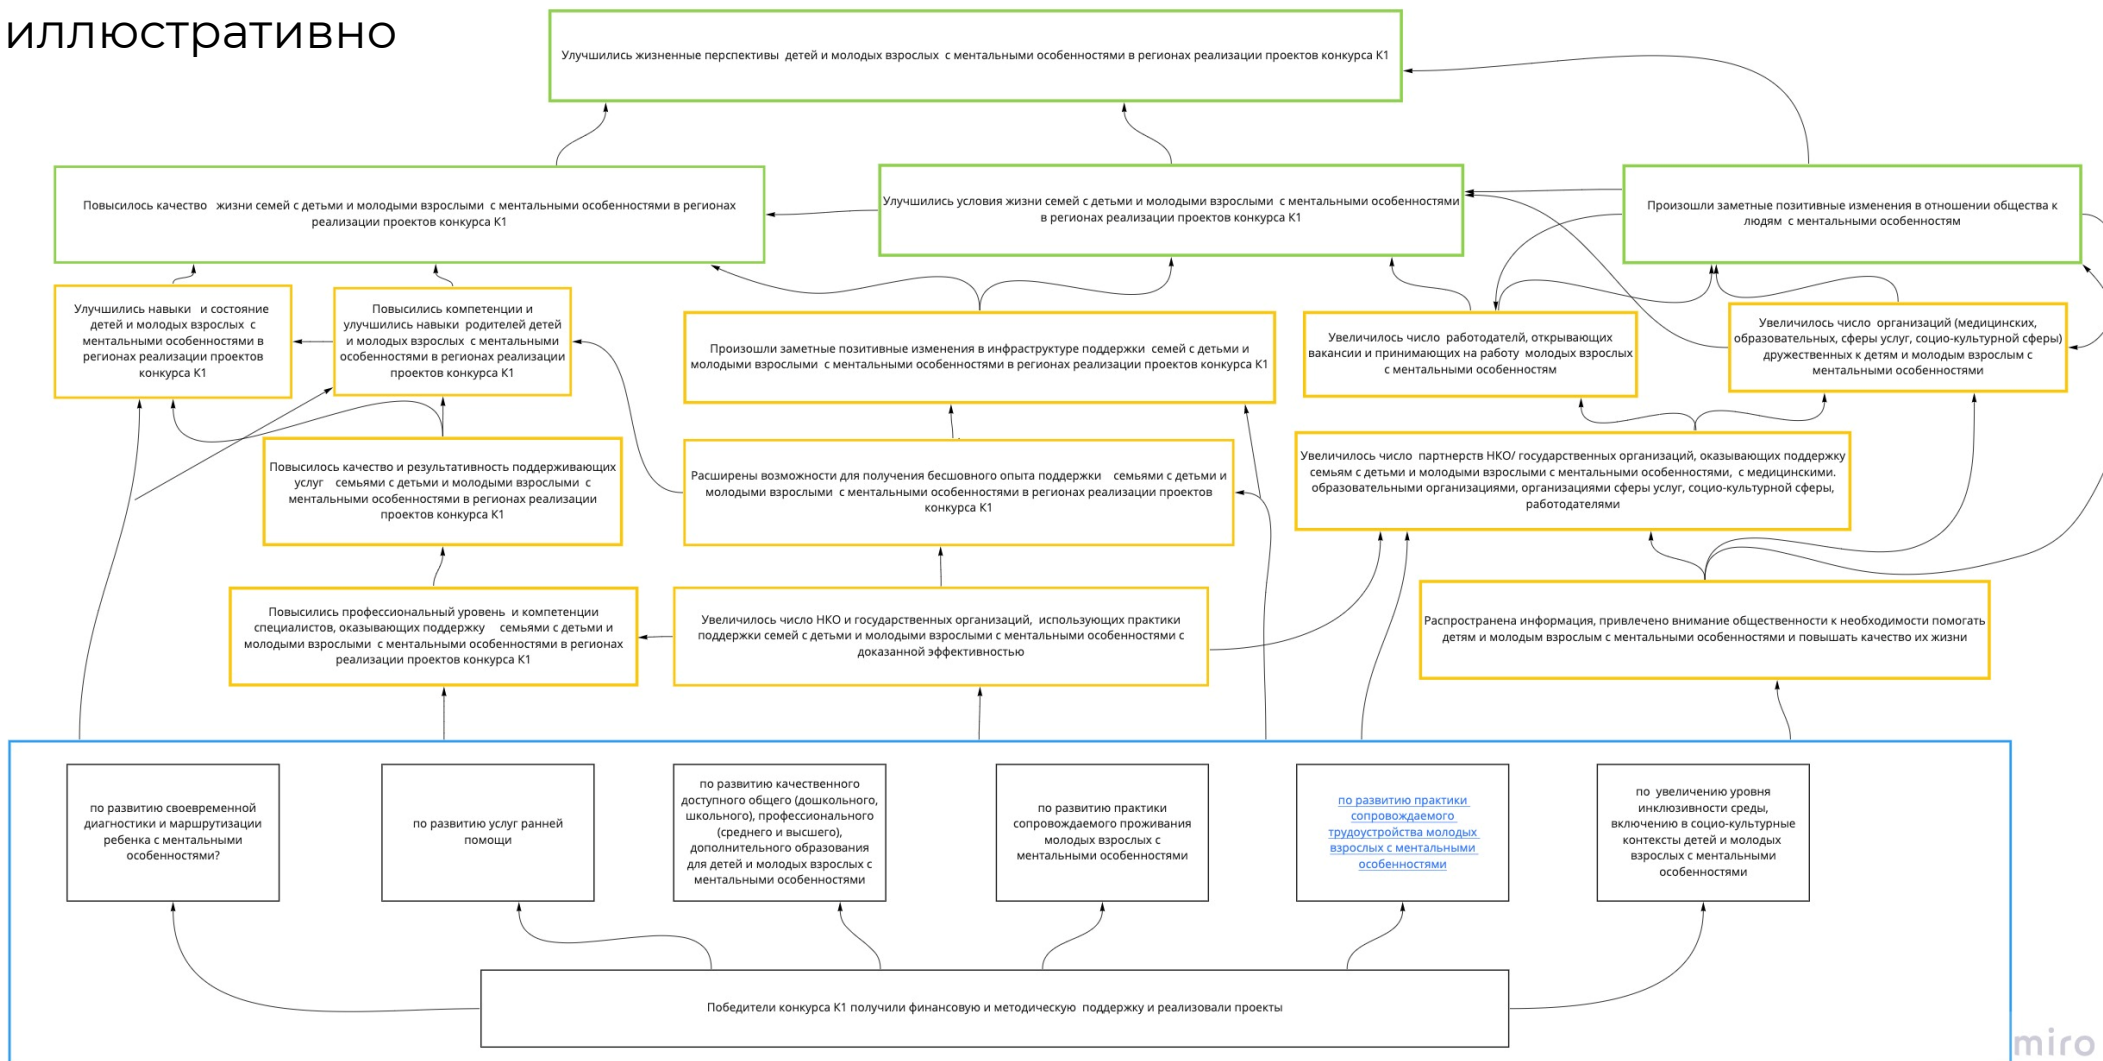 иллюстративно
Улучшились жизненные перспективы детей и молодых взрослых с ментальными особенностями в регионах реализации проектов конкурса К1
Повысилось качество жизни семей с детьми и молодыми взрослыми с ментальными особенностями в регионах
реализации проектов конкурса К1
Улучшились условия жизни семей с детьми и молодыми взрослыми с ментальными особенностями
в регионах реализации проектов конкурса К1
Произошли заметные позитивные изменения в отношении общества к
людям с ментальными особенностям
Улучшились навыки и состояние
детей и молодых взрослых с
ментальными особенностями в
регионах реализации проектов
конкурса К1
Повысились компетенции и
улучшились навыки родителей детей
и молодых взрослых с ментальными
особенностями в регионах реализации
проектов конкурса К1
Произошли заметные позитивные изменения в инфраструктуре поддержки семей с детьми и
молодыми взрослыми с ментальными особенностями в регионах реализации проектов конкурса К1
Увеличилось число работодателей, открывающих
вакансии и принимающих на работу молодых взрослых
с ментальными особенностям
Увеличилось число организаций (медицинских,
образовательных, сферы услуг, социо-культурной сферы)
дружественных к детям и молодым взрослым с
ментальными особенностями
Повысилось качество и результативность поддерживающих
услуг семьями с детьми и молодыми взрослыми с
ментальными особенностями в регионах реализации
проектов конкурса К1
Расширены возможности для получения бесшовного опыта поддержки семьями с детьми и
молодыми взрослыми с ментальными особенностями в регионах реализации проектов
конкурса К1
Увеличилось число партнерств НКО/ государственных организаций, оказывающих поддержку
семьям с детьми и молодыми взрослыми с ментальными особенностями, с медицинскими.
образовательными организациями, организациями сферы услуг, социо-культурной сферы,
работодателями
Повысились профессиональный уровень и компетенции
специалистов, оказывающих поддержку семьями с детьми и
молодыми взрослыми с ментальными особенностями в регионах
реализации проектов конкурса К1
Увеличилось число НКО и государственных организаций, использующих практики
поддержки семей с детьми и молодыми взрослыми с ментальными особенностями с
доказанной эффективностью
Распространена информация, привлечено внимание общественности к необходимости помогать
детям и молодым взрослым с ментальными особенностями и повышать качество их жизни
по развитию своевременной
диагностики и маршрутизации
ребенка с ментальными
особенностями?
по развитию услуг ранней
помощи
по развитию качественного
доступного общего (дошкольного,
школьного), профессионального
(среднего и высшего),
дополнительного образования
для детей и молодых взрослых с
ментальными особенностями
по развитию практики
сопровождаемого проживания
молодых взрослых с
ментальными особенностями
по развитию практики
сопровождаемого
трудоустройства молодых
взрослых с ментальными
особенностями
по увеличению уровня
инклюзивности среды,
включению в социо-культурные
контексты детей и молодых
взрослых с ментальными
особенностями
Победители конкурса К1 получили финансовую и методическую поддержку и реализовали проекты
miro